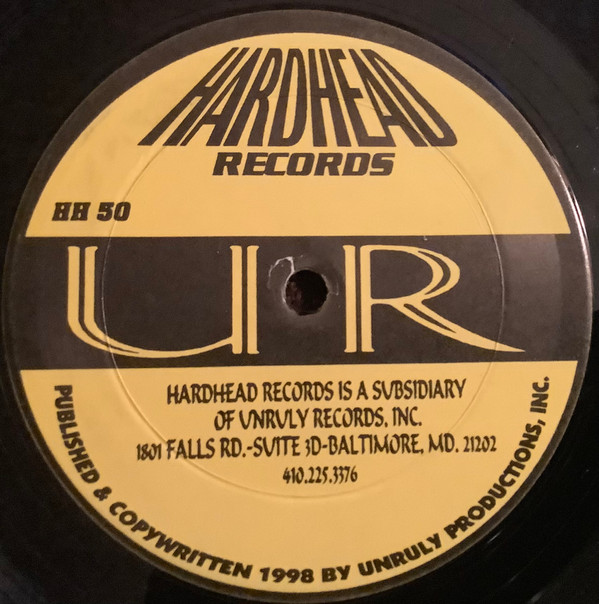 HARDHEAD
RECORDS
HH 50
UR
HARDHEAD RECORDS IS A SUBSIDIARY
OF UNRULY RECORDS, INC.
1801 FALLS RD.-SUITE 3D-BALTIMORE, MD. 21202
410.225.3376
PUBLISHED & COPYWRITTEN 1998 BY UNRULY PRODUCTIONS, INC.